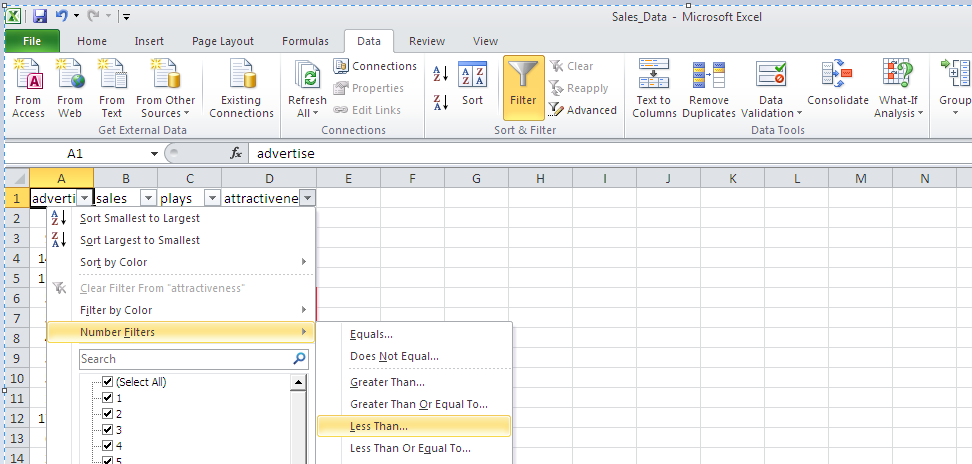 Sales_Data - Microsoft Excel
File Home Insert Page Layout Formulas Data Review View
From Access
From Web
From Text
From Other Sources
Existing Connections
Get External Data
Refresh All
Connections
Properties
Edit Links
Connections
Sort
Filter
Clear
Reapply
Advanced
Sort & Filter
Text to Columns
Remove Duplicates
Data Validation
Consolidate
What-If Analysis
Data Tools
Group
A1 fx advertise
A B C D E F G H I J K L M N
1 adverti sales plays attractivene
2
3
4
5
6
7
8
9
10
11
12
13
14
Sort Smallest to Largest
Sort Largest to Smallest
Sort by Color
Clear Filter From "attractiveness"
Filter by Color
Number Filters
Search
(Select All)
1
2
3
4
5
Equals...
Does Not Equal...
Greater Than...
Greater Than Or Equal To...
Less Than...
Less Than Or Equal To...